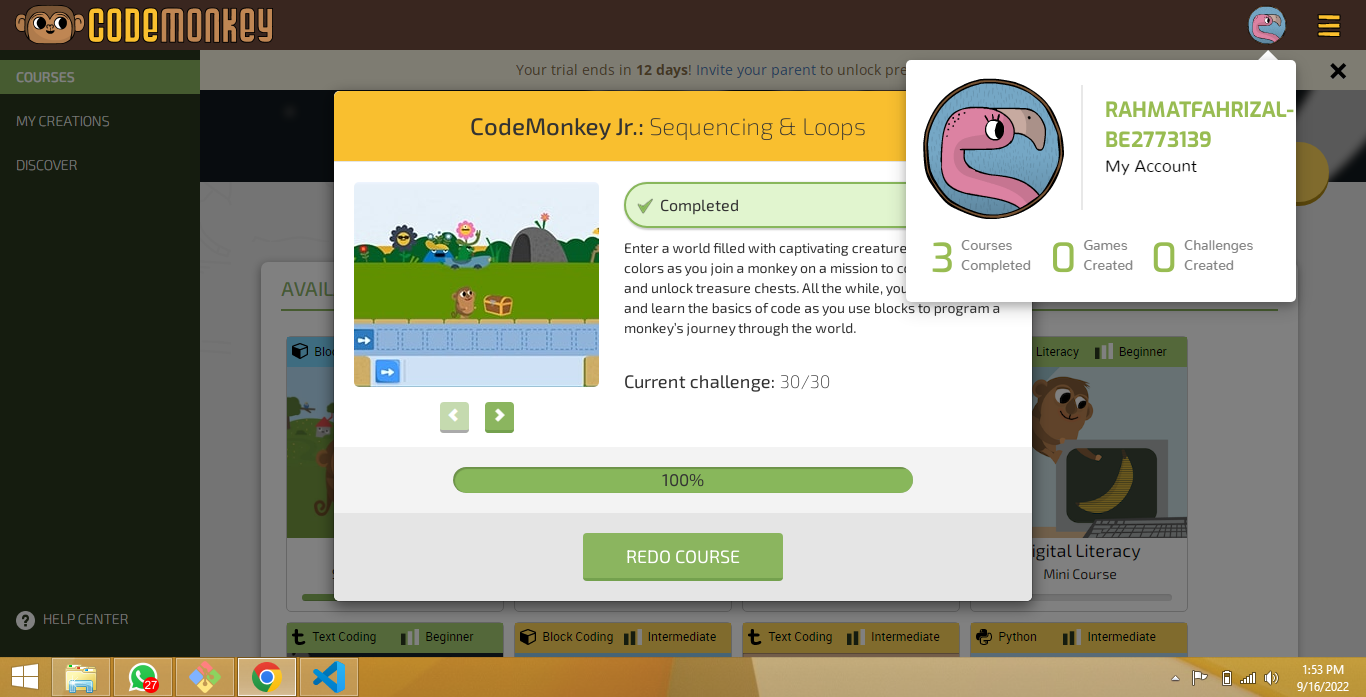 CODEMONKEY
COURSES
MY CREATIONS
DISCOVER
HELP CENTER
Your trial ends in 12 days! Invite your parent to unlock pre
RAHMATFAHRIZAL-
BE2773139
My Account
3 Courses Completed
0 Games Created
0 Challenges Created
CodeMonkey Jr.: Sequencing & Loops
Completed
Enter a world filled with captivating creature
colors as you join a monkey on a mission to c
and unlock treasure chests. All the while, you
and learn the basics of code as you use blocks to program a
monkey's journey through the world.
Current challenge: 30/30
100%
REDO COURSE
AVAIL
Bloc
Literacy Beginner
igital Literacy
Mini Course
Text Coding Beginner
Block Coding Intermediate
Text Coding Intermediate
Python Intermediate
27
1:53 PM
9/16/2022